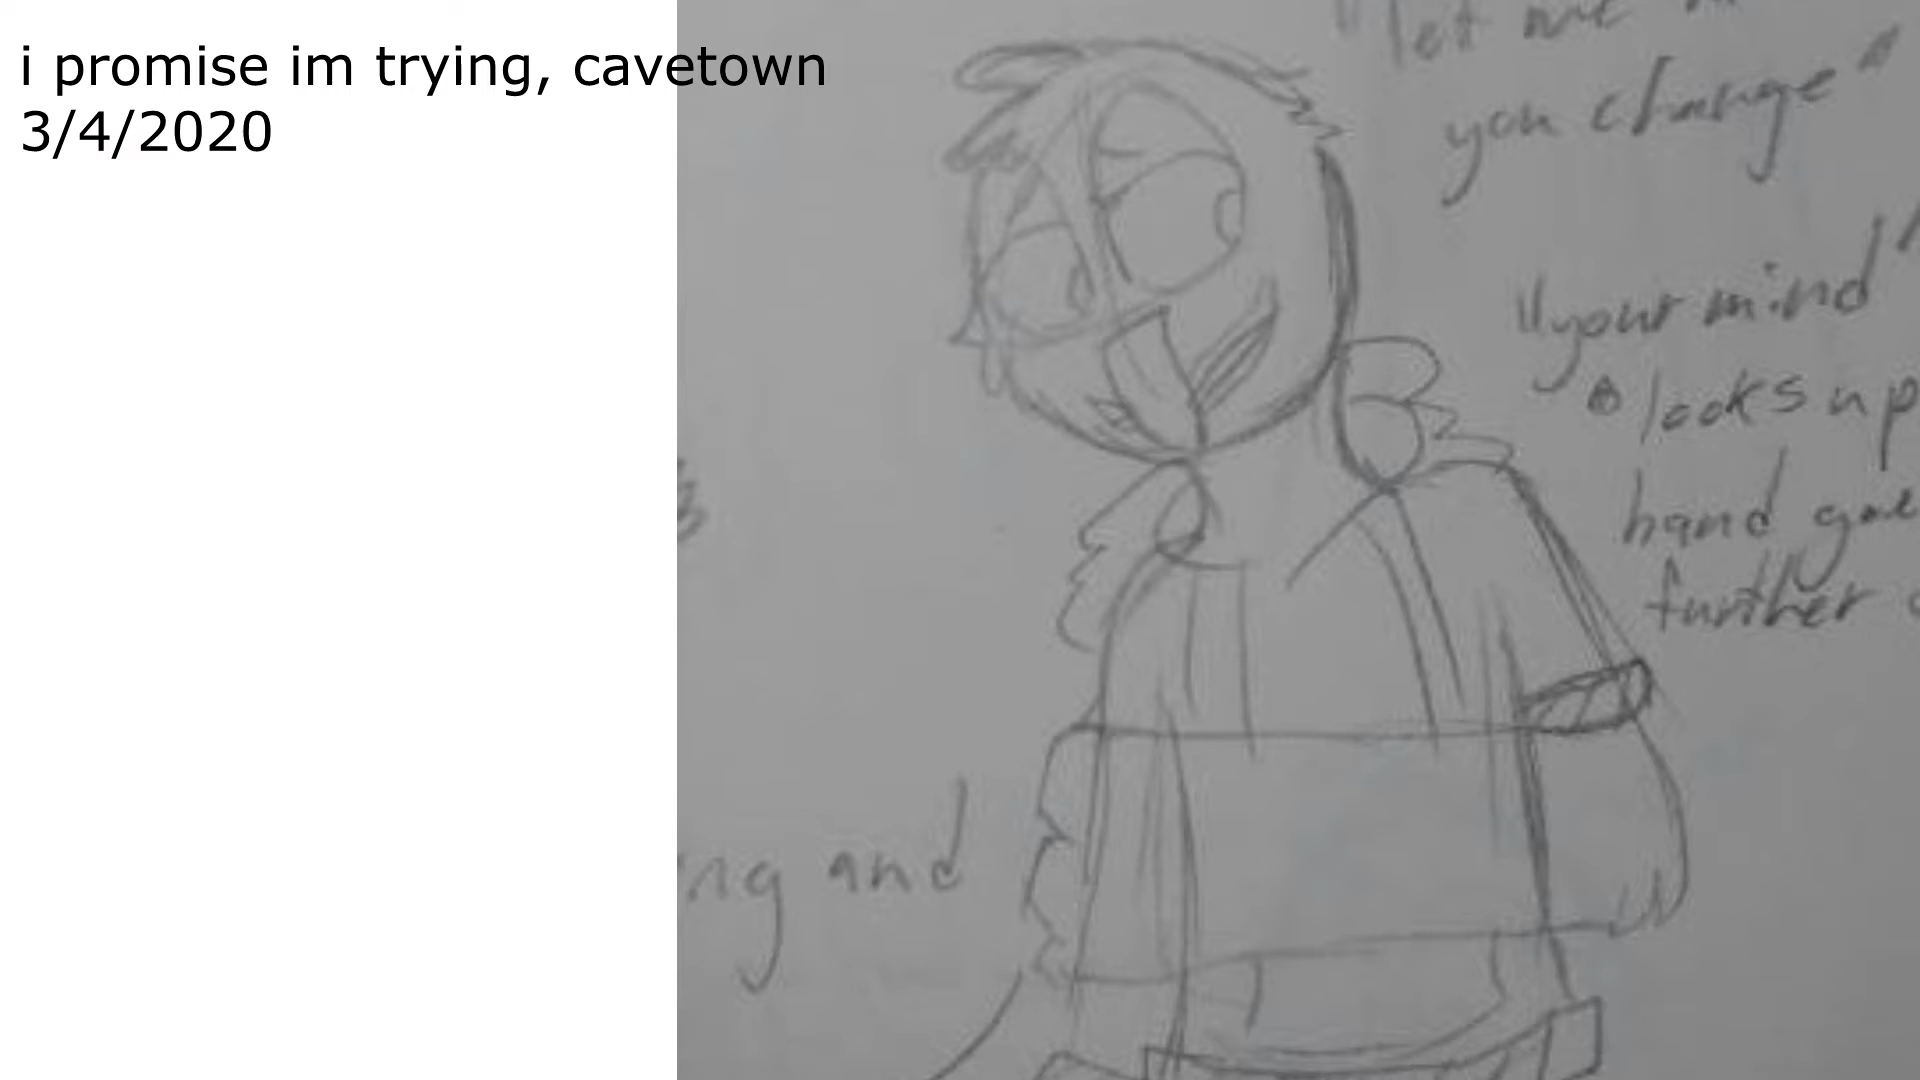 i promise im trying, cavetown
3/4/2020
"let me
you change"
"your mind"
looks up
hand goe
further
ng and